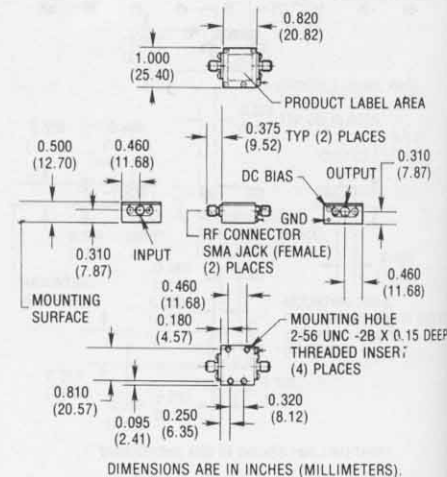 0.820
(20.82)
1.000
(25.40)
PRODUCT LABEL AREA
0.375
(9.52)
TYP (2) PLACES
0.500
(12.70)
0.460
(11.68)
DC BIAS
OUTPUT
0.310
(7.87)
GND
INPUT
0.310
(7.87)
RF CONNECTOR
SMA JACK (FEMALE)
(2) PLACES
0.460
(11.68)
MOUNTING
SURFACE
0.460
(11.68)
0.180
(4.57)
MOUNTING HOLE
2-56 UNC -2B X 0.15 DEEP
THREADED INSERT
(4) PLACES
0.810
(20.57)
0.095
(2.41)
0.250
(6.35)
0.320
(8.12)
DIMENSIONS ARE IN INCHES (MILLIMETERS).